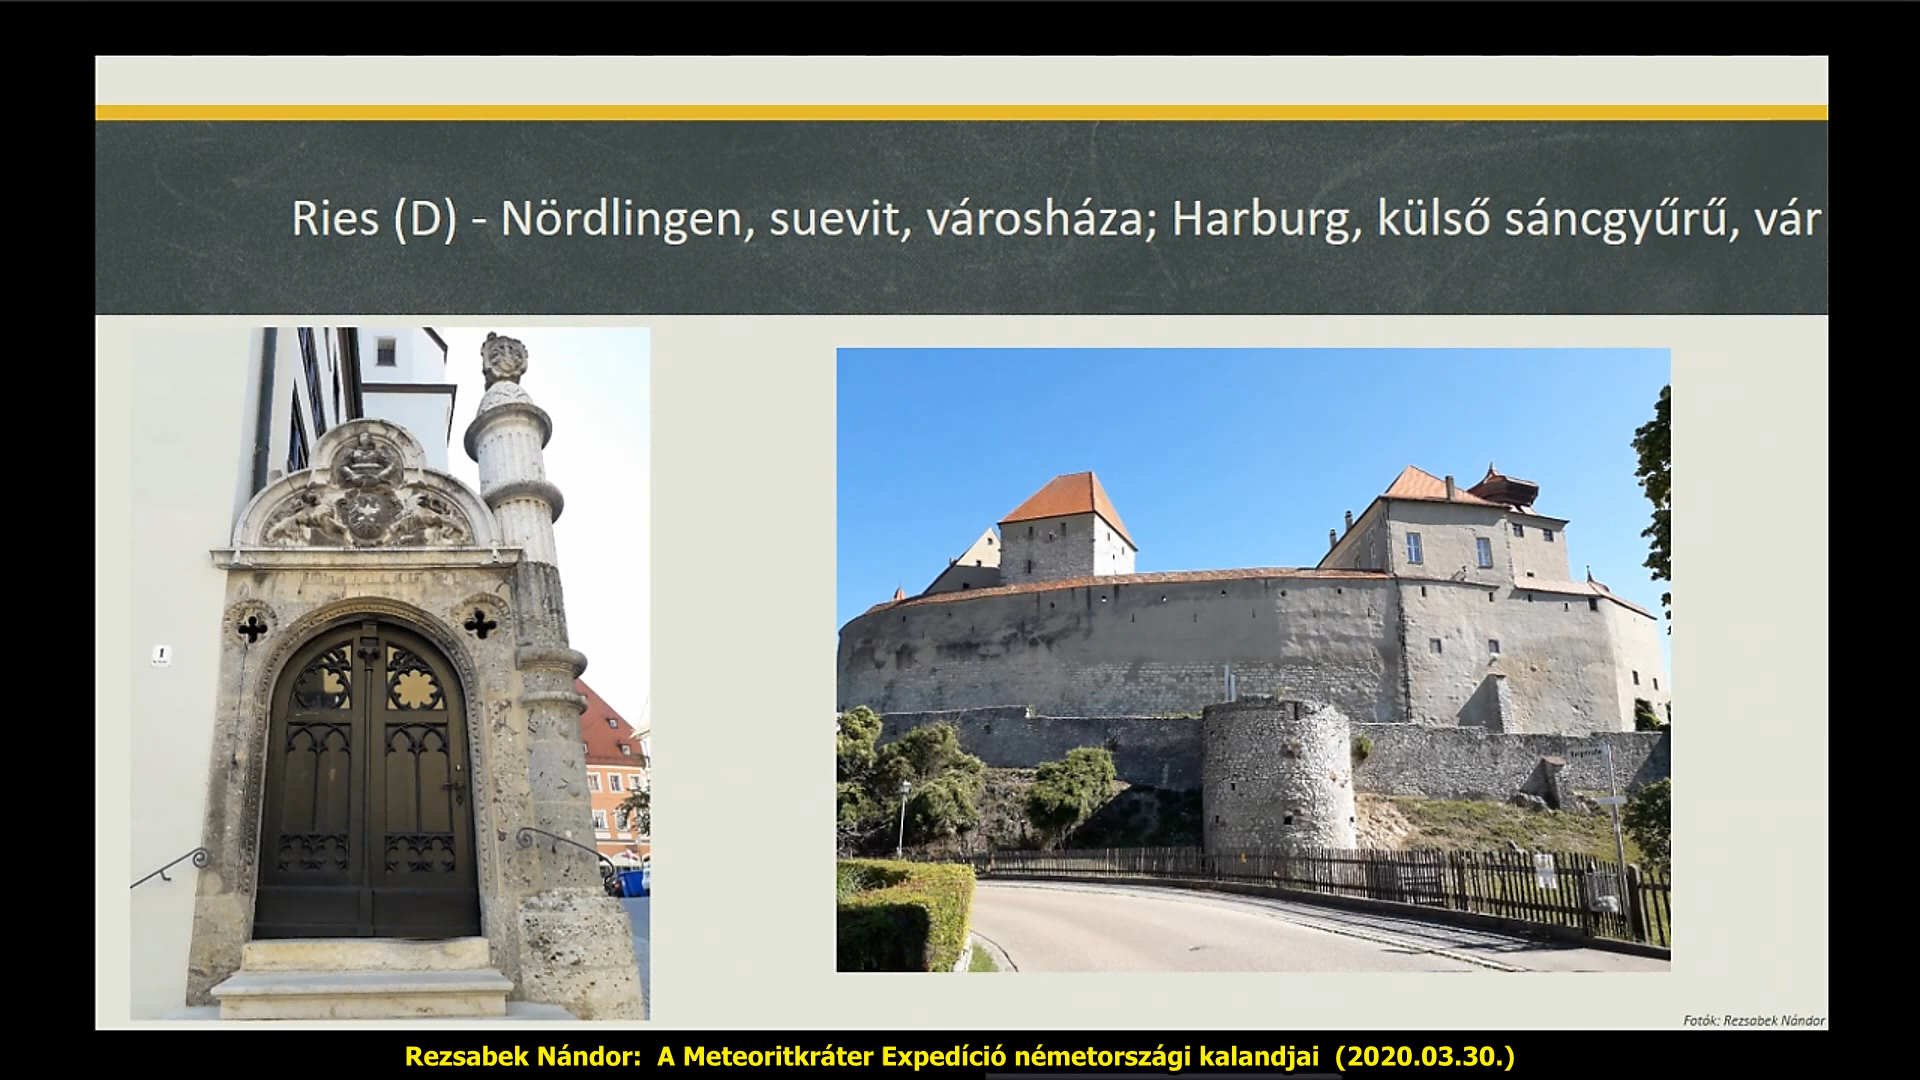 Ries (D) - Nördlingen, suevit, városháza; Harburg, külső sáncgyűrű, vár
1
Fotók: Rezsabek Nándor
Rezsabek Nándor: A Meteoritkráter Expedíció németországi kalandjai (2020.03.30.)